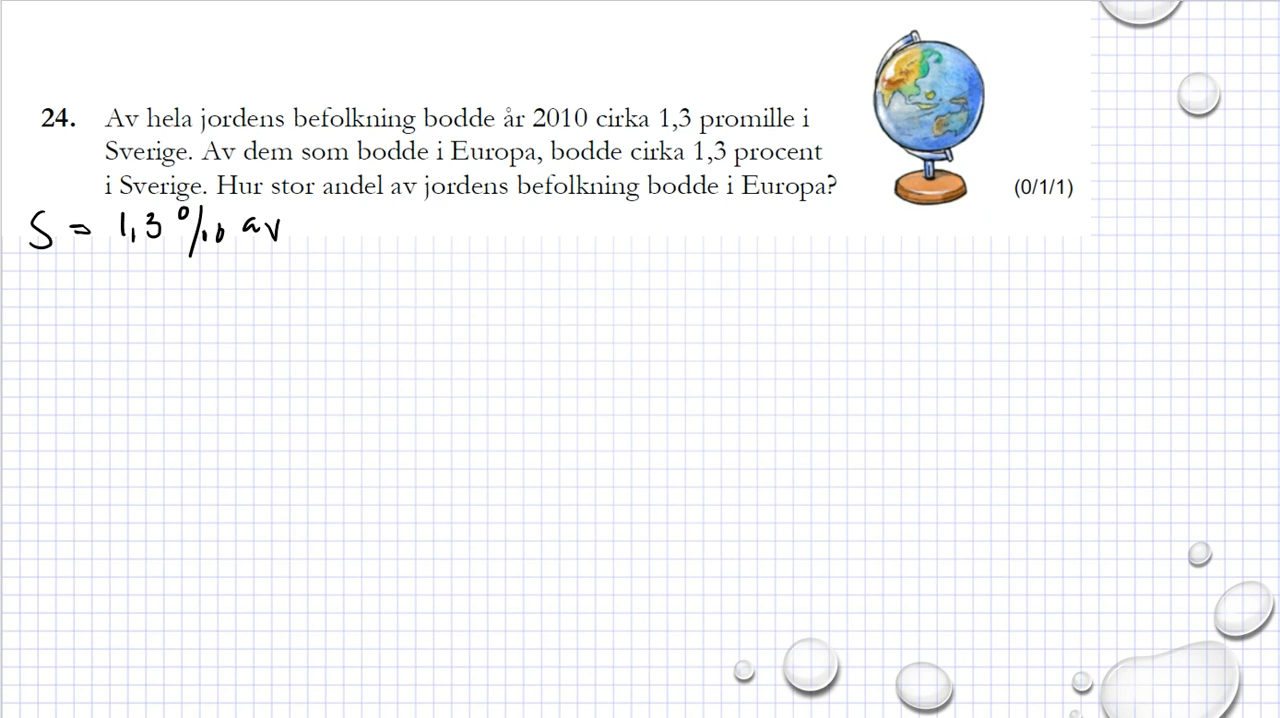 24. Av hela jordens befolkning bodde år 2010 cirka 1,3 promille i
Sverige. Av dem som bodde i Europa, bodde cirka 1,3 procent
i Sverige. Hur stor andel av jordens befolkning bodde i Europa? (0/1/1)
S = 1,3 ‰ av